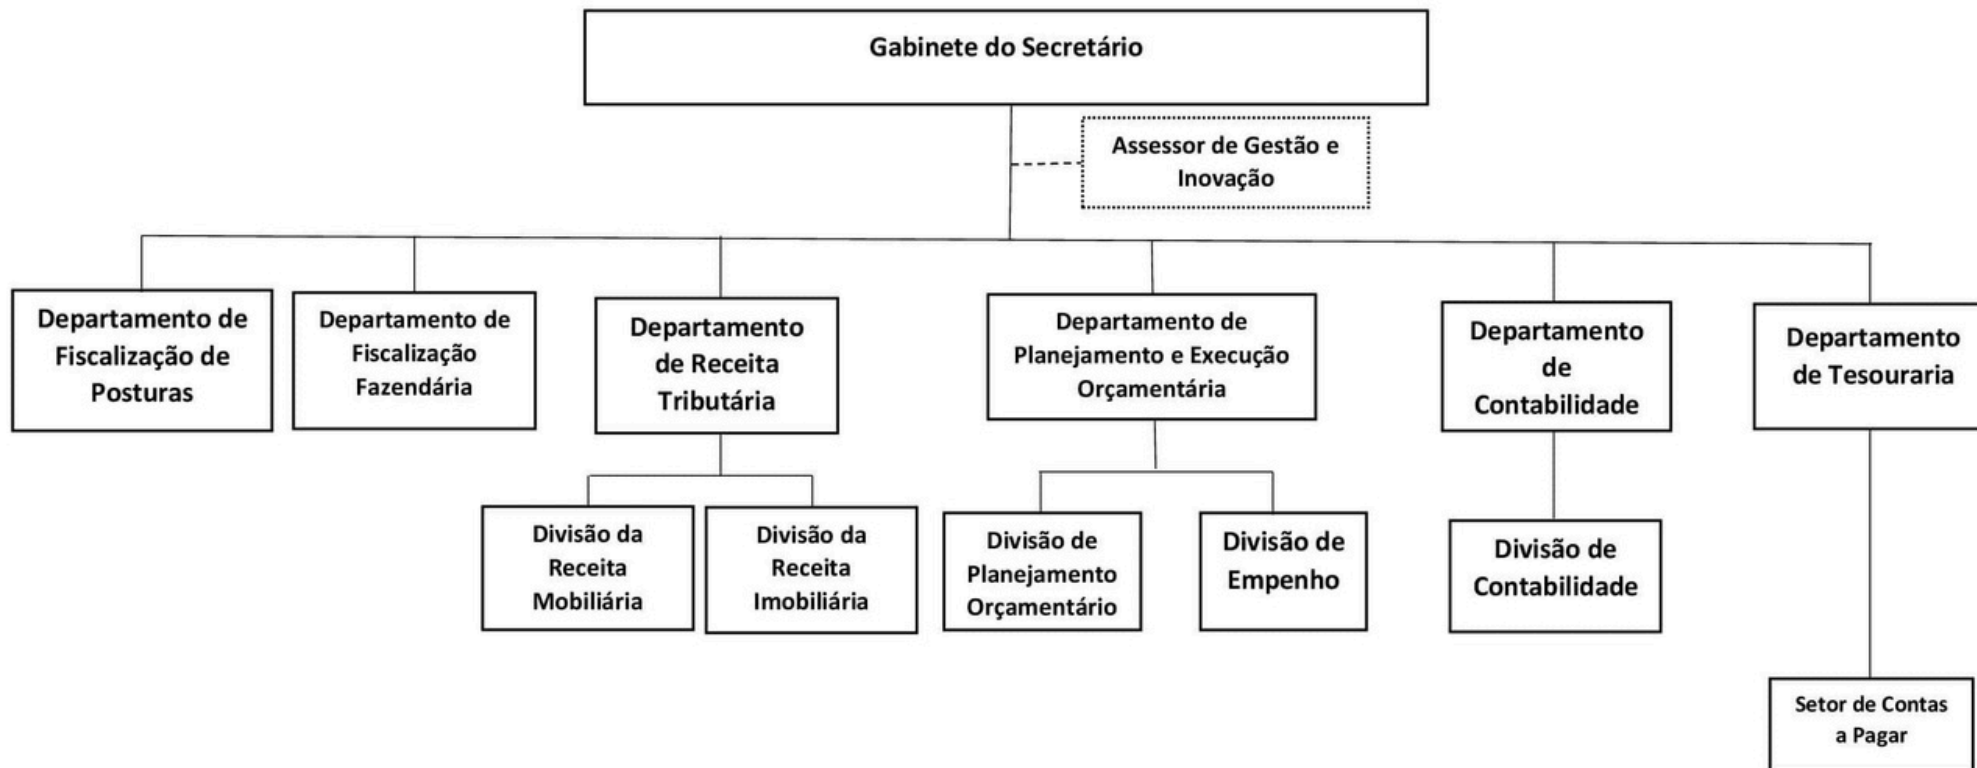 Gabinete do Secretário
Assessor de Gestão e
Inovação
Departamento de
Fiscalização de
Posturas
Departamento de
Fiscalização
Fazendária
Departamento
de Receita
Tributária
Departamento de
Planejamento e Execução
Orçamentária
Departamento
de
Contabilidade
Departamento
de Tesouraria
Divisão da
Receita
Mobiliária
Divisão da
Receita
Imobiliária
Divisão de
Planejamento
Orçamentário
Divisão de
Empenho
Divisão de
Contabilidade
Setor de Contas
a Pagar